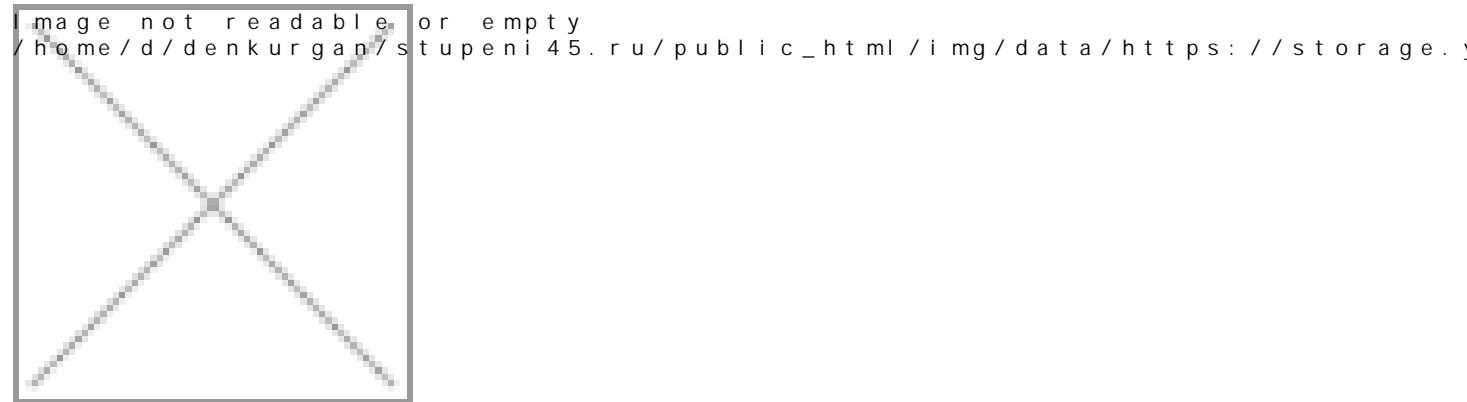 Image not readable or empty
/home/d/denkurgan/stupeni45.ru/public_html/img/data/https://storage.